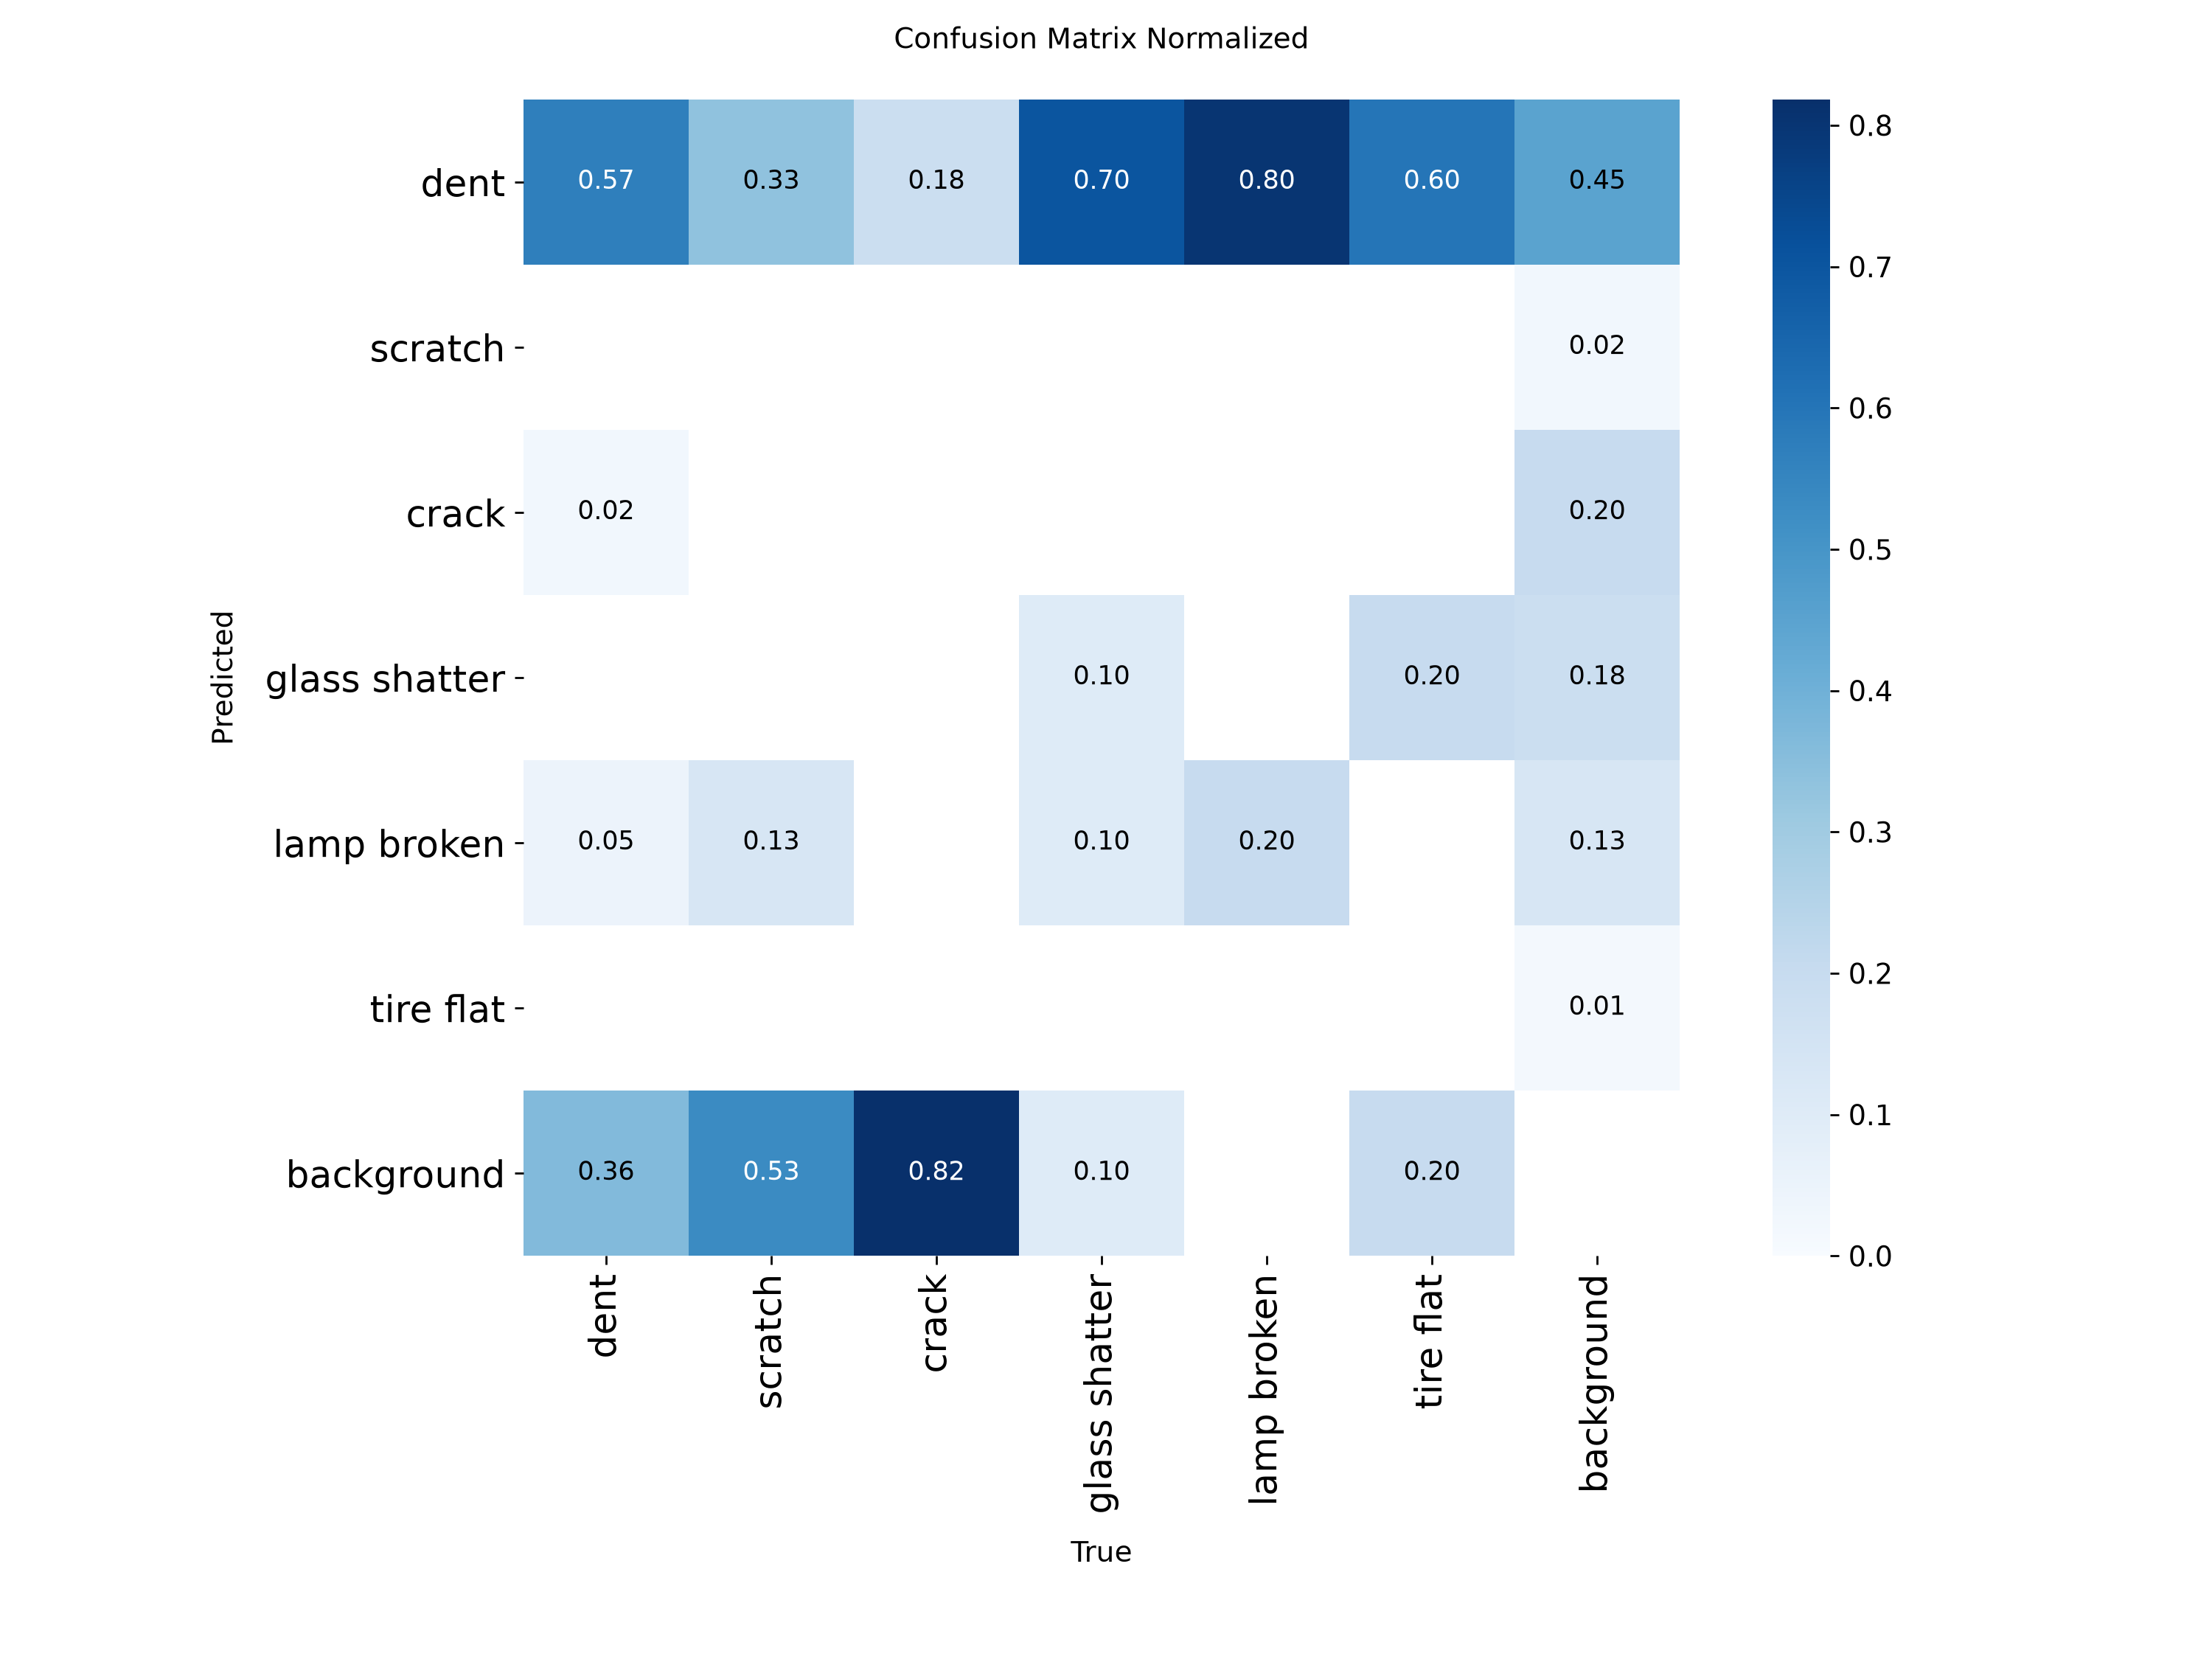 Confusion Matrix Normalized
dent 0.57 0.33 0.18 0.70 0.80 0.60 0.45
scratch 0.02
crack 0.02 0.20
glass shatter 0.10 0.20 0.18
lamp broken 0.05 0.13 0.10 0.20 0.13
tire flat 0.01
background 0.36 0.53 0.82 0.10 0.20
Predicted
dent scratch crack glass shatter lamp broken tire flat background
True
0.8
0.7
0.6
0.5
0.4
0.3
0.2
0.1
0.0